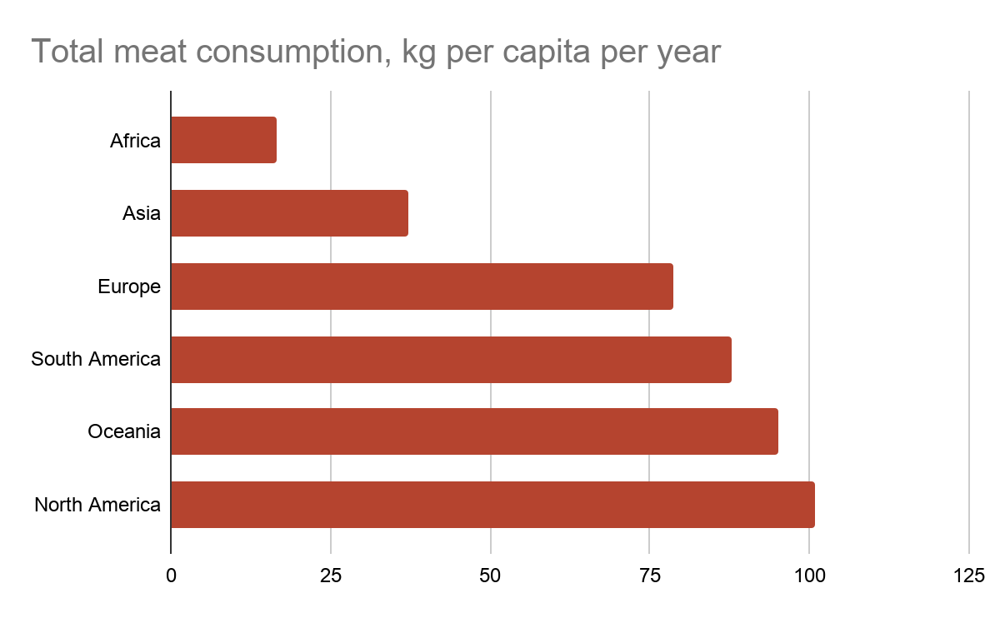 Total meat consumption, kg per capita per year
Africa
Asia
Europe
South America
Oceania
North America
0 25 50 75 100 125